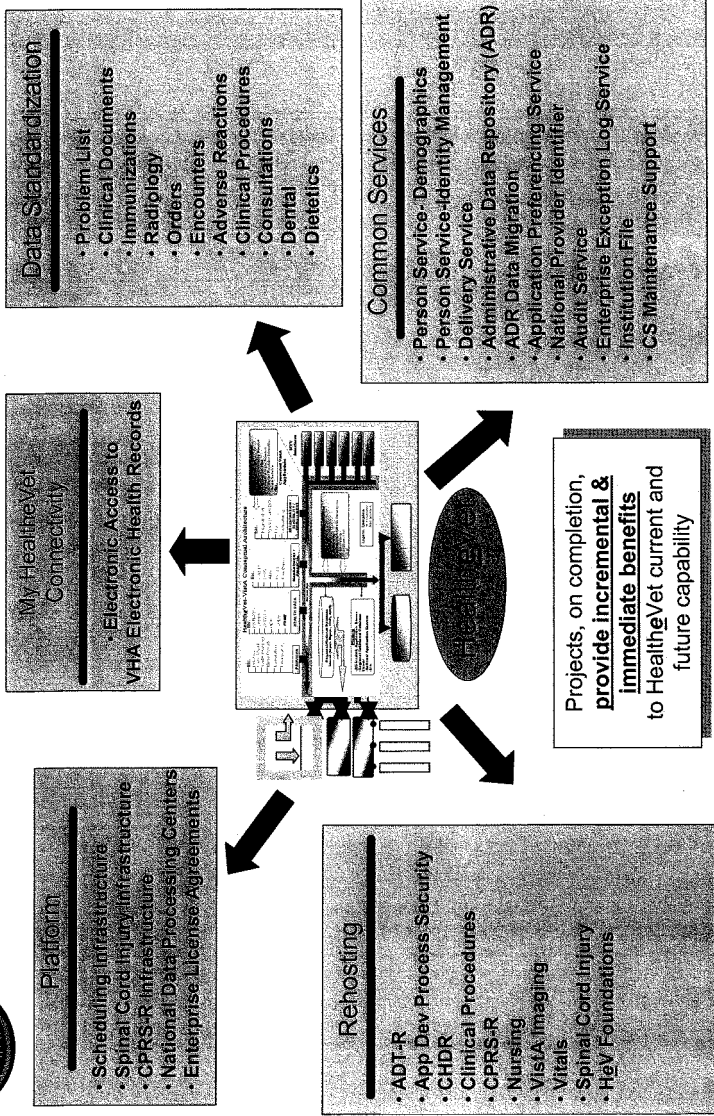 Platform
• Scheduling Infrastructure
• Spinal Cord Injury Infrastructure
• CPRS-R Infrastructure
• National Data Processing Centers
• Enterprise License Agreements
My HealtheVet
Connectivity
• Electronic Access to
VHA Electronic Health Records
Data Standardization
• Problem List
• Clinical Documents
• Immunizations
• Radiology
• Orders
• Encounters
• Adverse Reactions
• Clinical Procedures
• Consultations
• Dental
• Dietetics
HealtheVet-VistA Conceptual Architecture
HealtheVet
Rehosting
• ADT-R
• App Dev Process Security
• CHDR
• Clinical Procedures
• CPRS-R
• Nursing
• VistA Imaging
• Vitals
• Spinal Cord Injury
• HeV Foundations
Projects, on completion,
provide incremental &
immediate benefits
to HealtheVet current and
future capability
Common Services
• Person Service- Demographics
• Person Service-Identity Management
• Delivery Service
• Administrative Data Repository (ADR)
• ADR Data Migration
• Application Preferencing Service
• National Provider Identifier
• Audit Service
• Enterprise Exception Log Service
• Institution File
• CS Maintenance Support